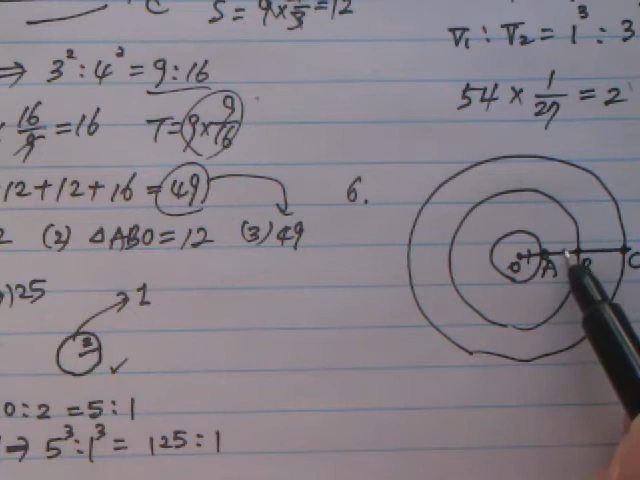 C S = 9 × 4/3 = 12
⇒ 3² : 4² = 9 : 16
× 16/9 = 16 T = 9 × 9/16
12 + 12 + 16 = 49
2 (2) △ABO = 12 (3) 49
) 25
1
0 : 2 = 5 : 1
⇒ 5³ : 1³ = 125 : 1
V₁ : V₂ = 1³ : 3
54 × 1/27 = 2
6.
O A B C